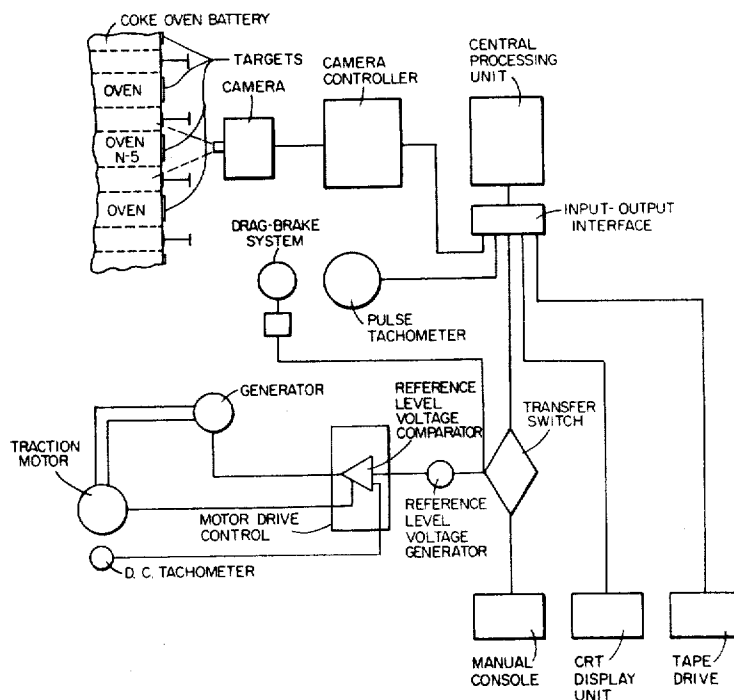 COKE OVEN BATTERY
TARGETS
OVEN
CAMERA
CAMERA
CONTROLLER
CENTRAL
PROCESSING
UNIT
OVEN
N-5
OVEN
INPUT-OUTPUT
INTERFACE
DRAG-BRAKE
SYSTEM
PULSE
TACHOMETER
GENERATOR
REFERENCE
LEVEL
VOLTAGE
COMPARATOR
TRANSFER
SWITCH
TRACTION
MOTOR
MOTOR DRIVE
CONTROL
REFERENCE
LEVEL
VOLTAGE
GENERATOR
D. C. TACHOMETER
MANUAL
CONSOLE
CRT
DISPLAY
UNIT
TAPE
DRIVE